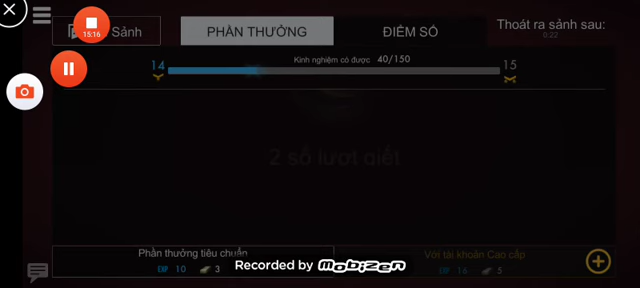 15:16
Sảnh
PHẦN THƯỞNG
ĐIỂM SỐ
Thoát ra sảnh sau:
0:22
14
Kinh nghiệm có được 40/150
15
2 số lượt giết
Phần thưởng tiêu chuẩn
EXP 10 3
Với tài khoản Cao cấp
EXP 16 5
Recorded by MOBIZEN